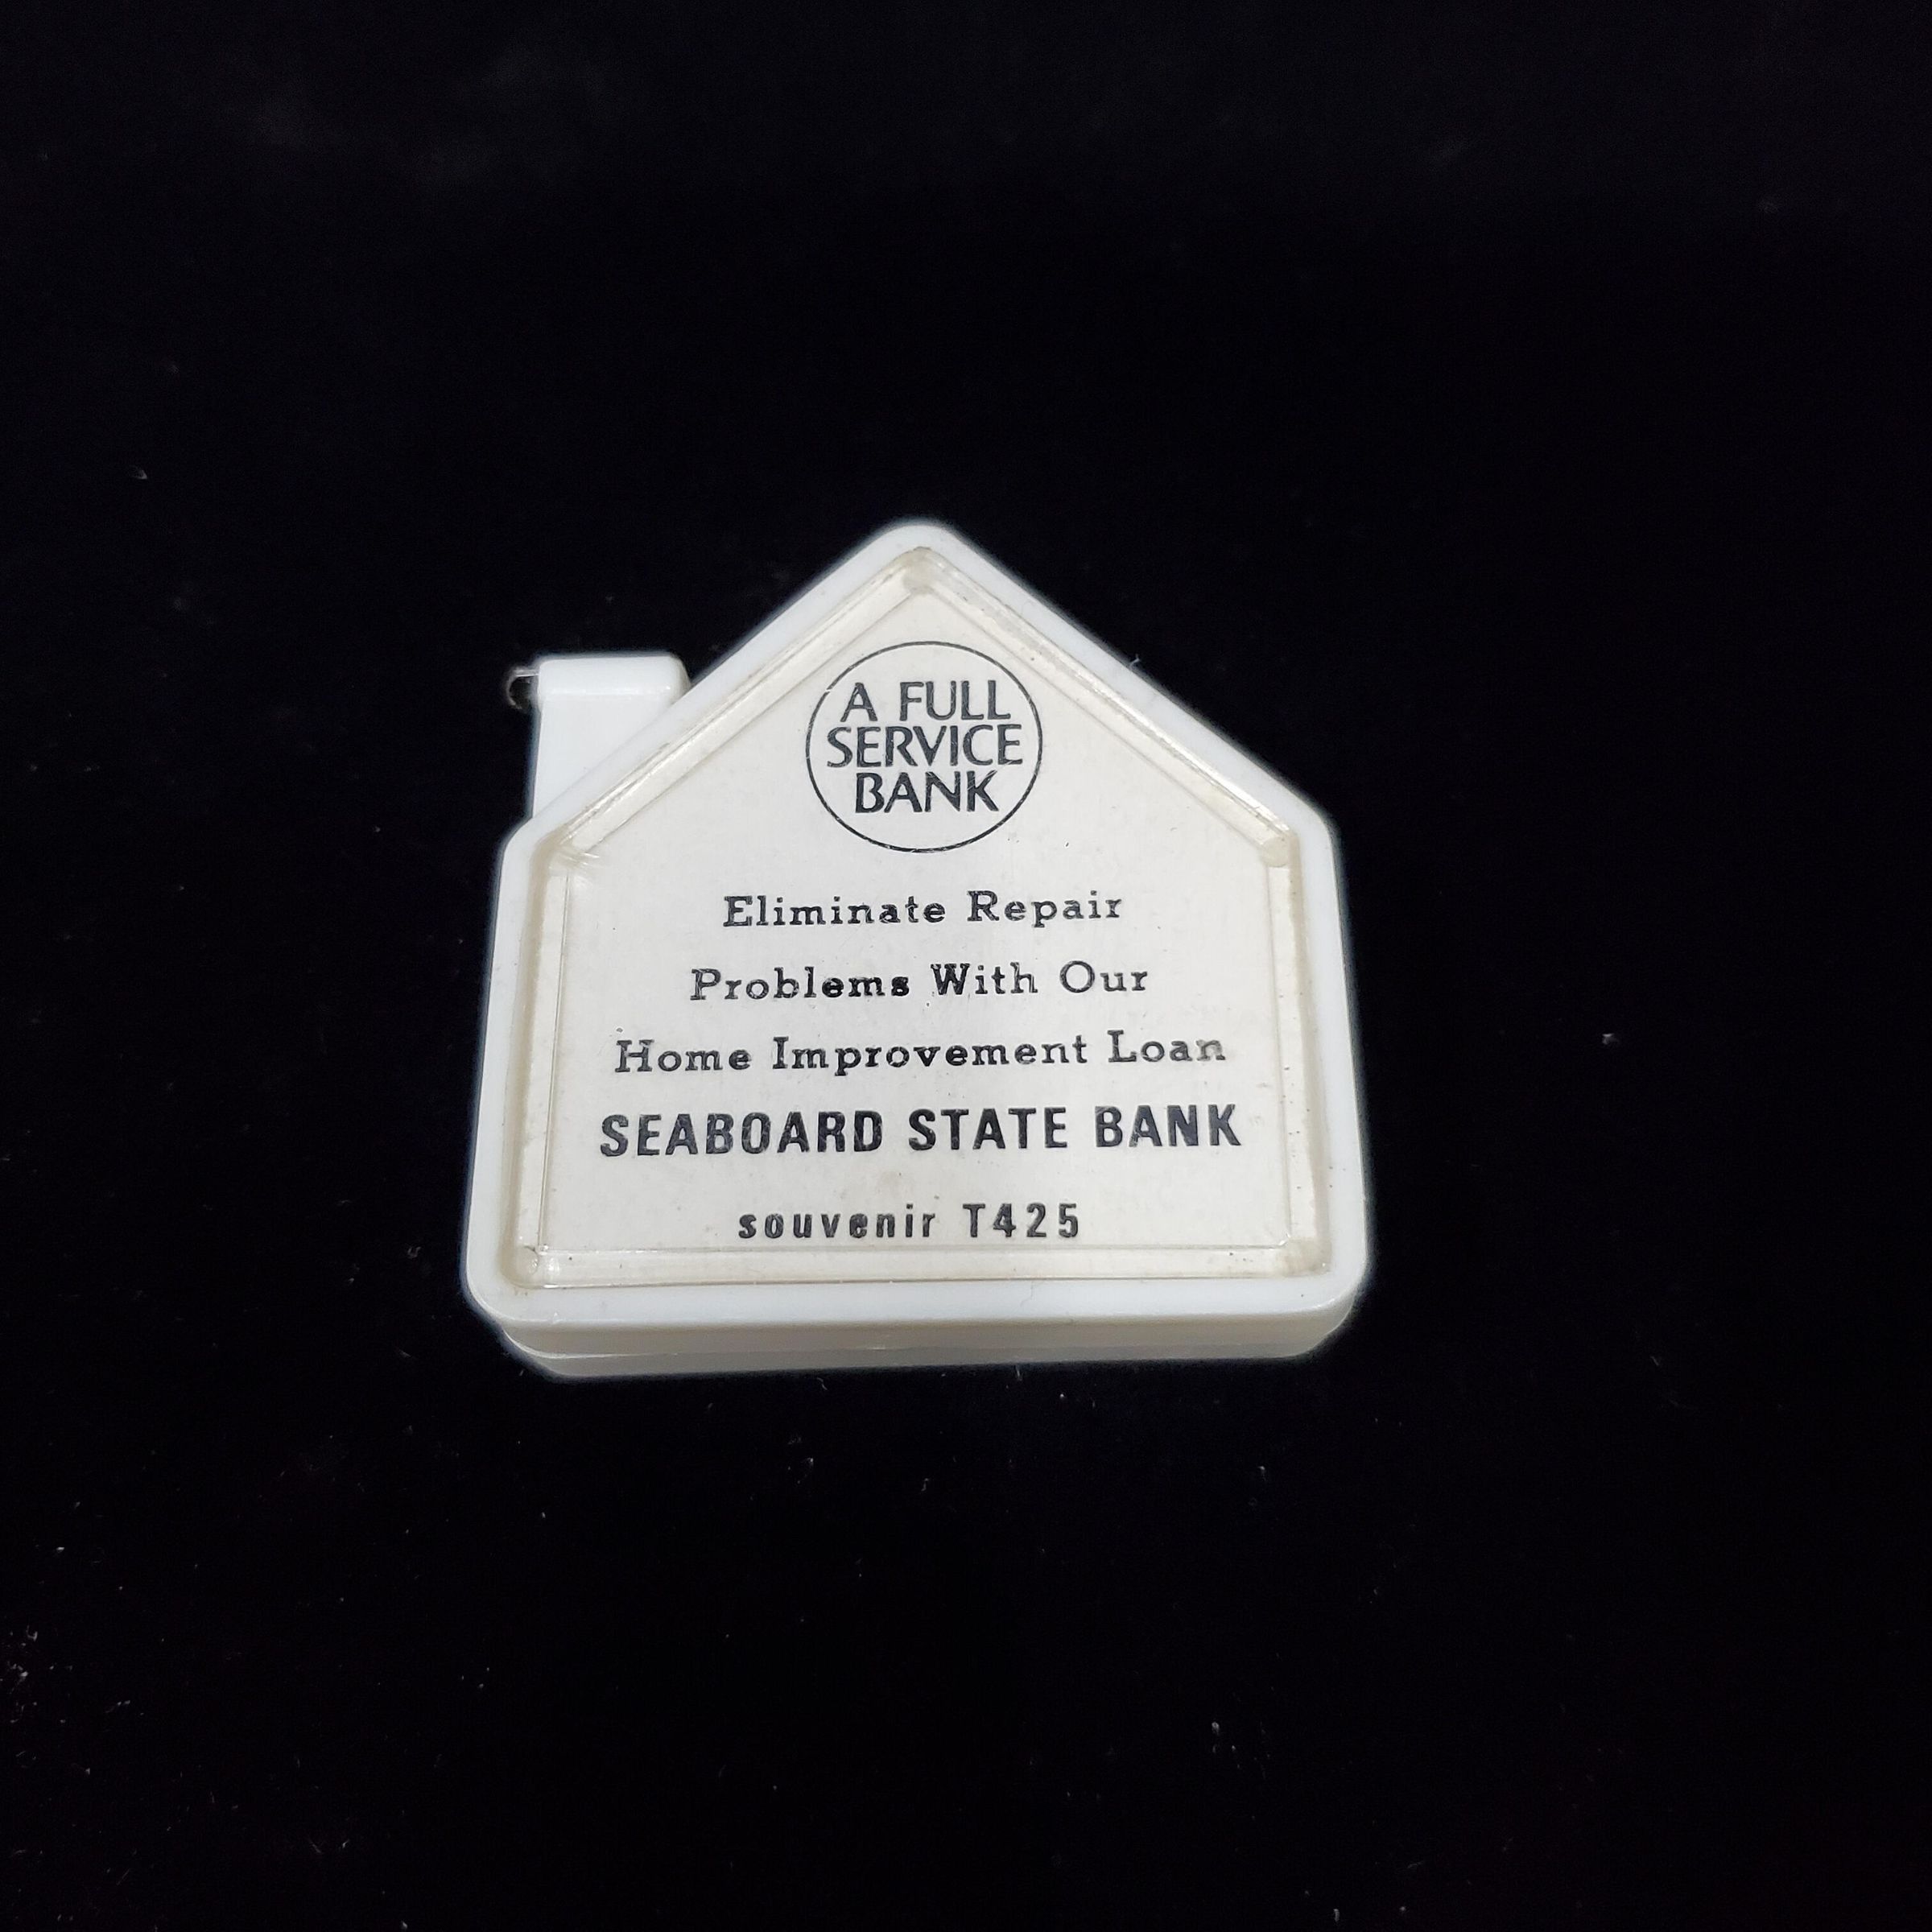 A FULL
SERVICE
BANK
Eliminate Repair
Problems With Our
Home Improvement Loan
SEABOARD STATE BANK
souvenir T425